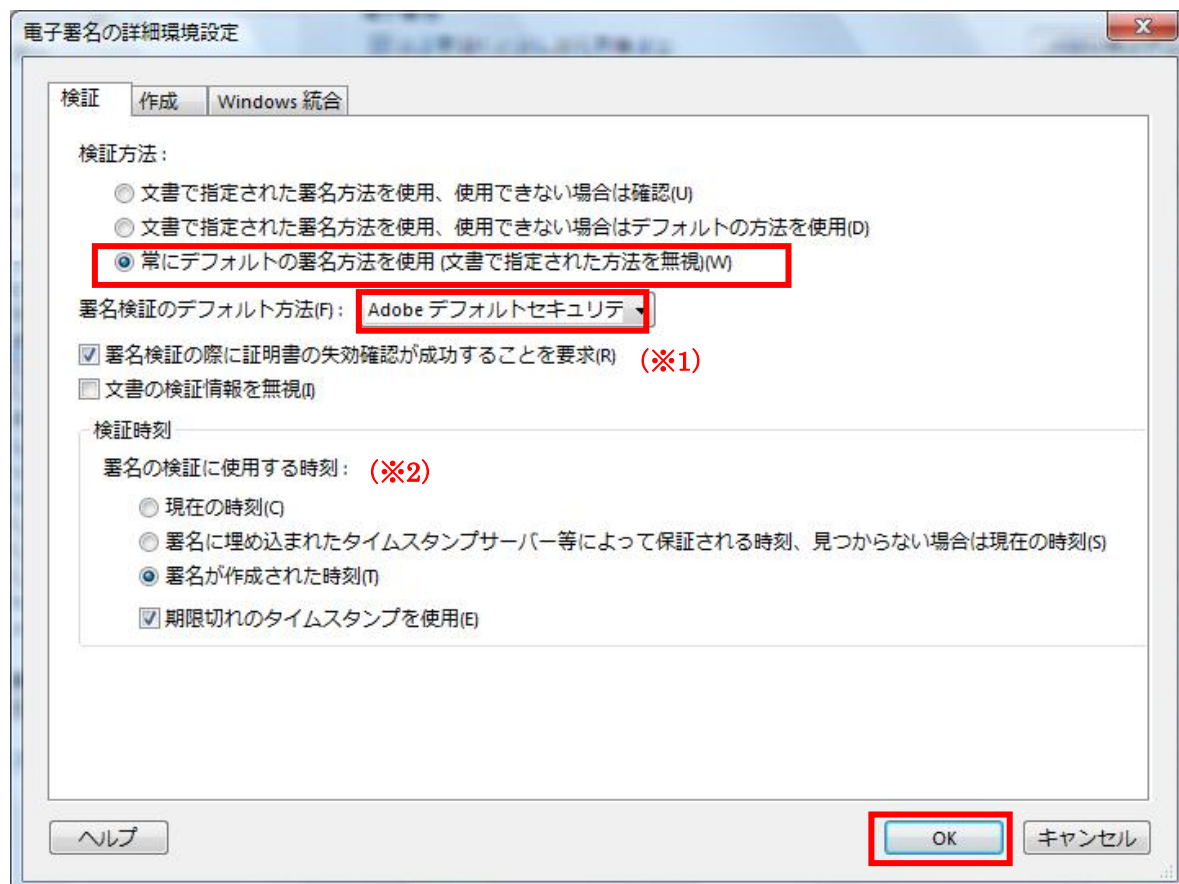 電子署名の詳細環境設定
検証 作成 Windows 統合
検証方法:
文書で指定された署名方法を使用、使用できない場合は確認(U)
文書で指定された署名方法を使用、使用できない場合はデフォルトの方法を使用(D)
常にデフォルトの署名方法を使用 (文書で指定された方法を無視)(W)
署名検証のデフォルト方法(F): Adobe デフォルトセキュリテ
署名検証の際に証明書の失効確認が成功することを要求(R) (※1)
文書の検証情報を無視(I)
検証時刻
署名の検証に使用する時刻: (※2)
現在の時刻(C)
署名に埋め込まれたタイムスタンプサーバー等によって保証される時刻、見つからない場合は現在の時刻(S)
署名が作成された時刻(T)
期限切れのタイムスタンプを使用(E)
ヘルプ OK キャンセル